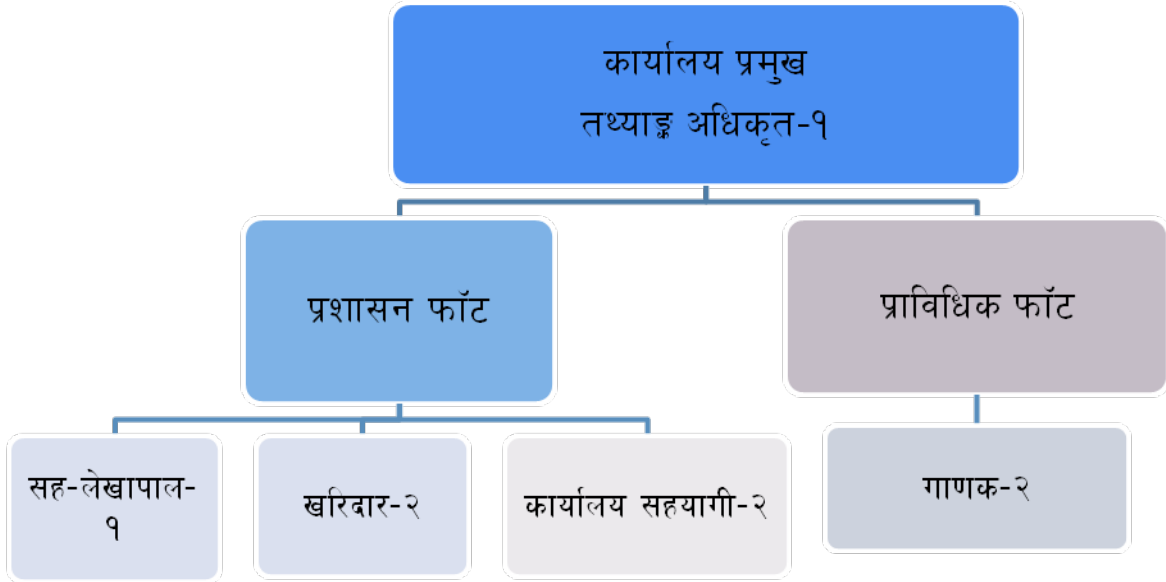 कार्यालय प्रमुख
तथ्याङ्क अधिकृत-१
प्रशासन फाँट
प्राविधिक फाँट
सह-लेखापाल-
१
खरिदार-२
कार्यालय सहयागी-२
गाणक-२